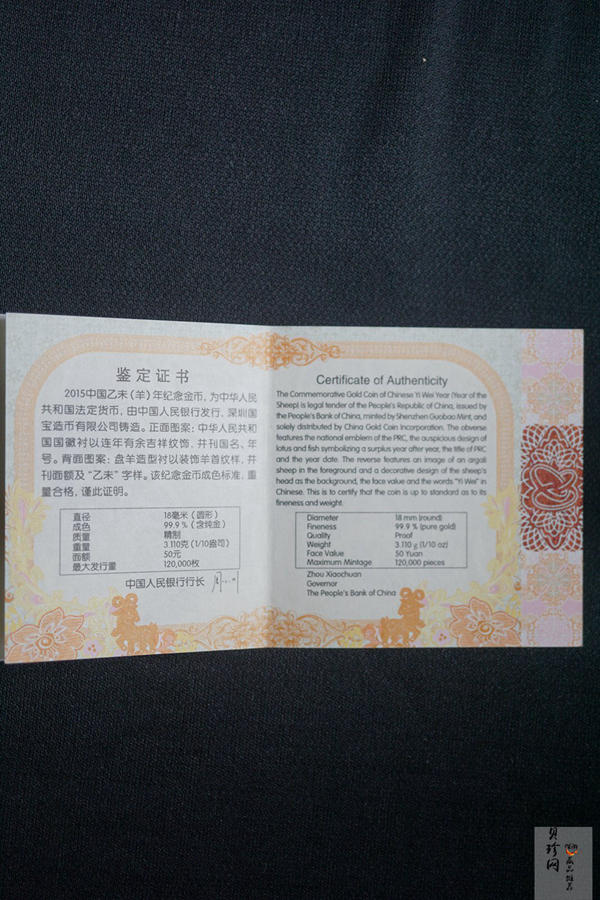 鉴定证书
2015中国乙未(羊)年纪念金币，为中华人民
共和国法定货币，由中国人民银行发行，深圳国
宝造币有限公司铸造。正面图案：中华人民共和
国国徽衬以连年有余吉祥纹饰，并刊国名、年
号。背面图案：盘羊造型衬以装饰羊首纹样，并
刊面额及“乙未”字样。该纪念金币成色标准，重
量合格，谨此证明。
直径 18毫米（圆形）
成色 99.9％（含纯金）
质量 精制
重量 3.110克（1/10盎司）
面额 50元
最大发行量 120,000枚
中国人民银行行长
Certificate of Authenticity
The Commemorative Gold Coin of Chinese Yi Wei Year (Year of the
Sheep) is legal tender of the People's Republic of China, issued by
the People's Bank of China, minted by Shenzhen Guobao Mint, and
solely distributed by China Gold Coin Incorporation. The obverse
features the national emblem of the PRC, the auspicious design of
lotus and fish symbolizing a surplus year after year, the title of PRC
and the year date. The reverse features an image of an argali
sheep in the foreground and a decorative design of the sheep's
head as the background, the face value and the words "Yi Wei" in
Chinese. This is to certify that the coin is up to standard as to its
fineness and weight.
Diameter 18 mm (round)
Fineness 99.9 % (pure gold)
Quality Proof
Weight 3.110 g (1/10 oz)
Face Value 50 Yuan
Maximum Mintage 120,000 pieces
Zhou Xiaochuan
Governor
The People's Bank of China
贝珍网